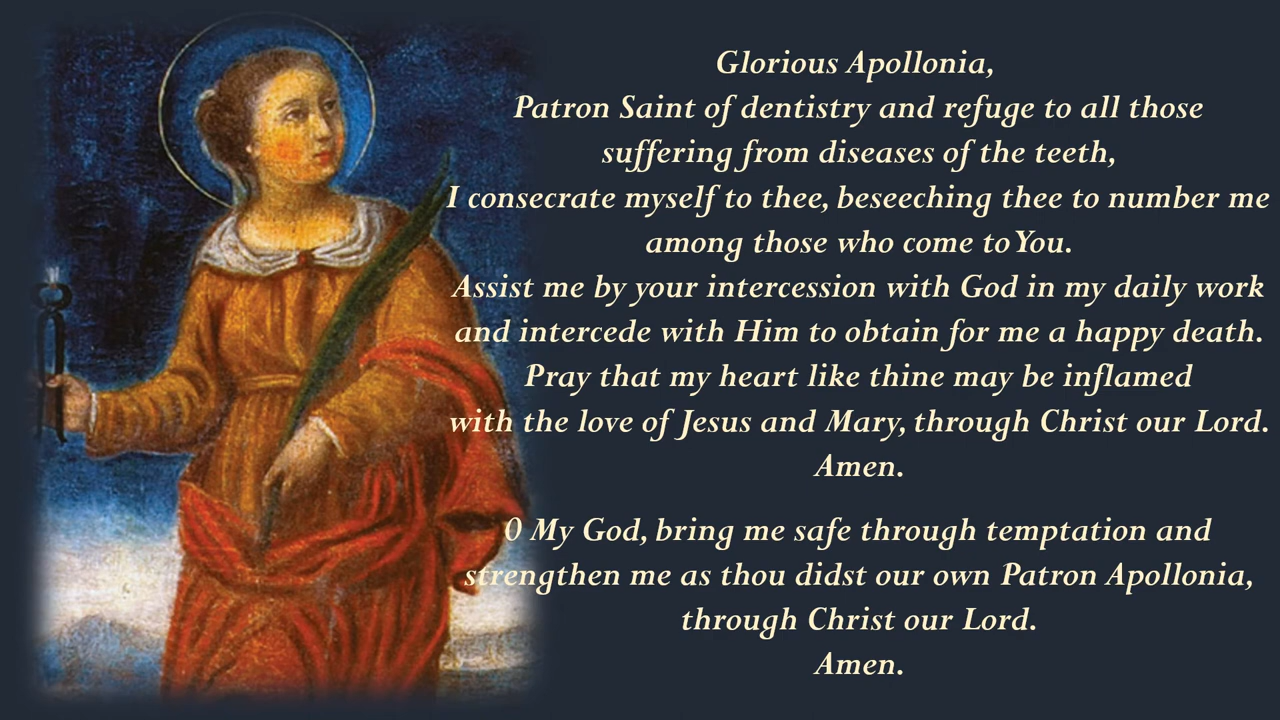 Glorious Apollonia,
Patron Saint of dentistry and refuge to all those
suffering from diseases of the teeth,
I consecrate myself to thee, beseeching thee to number me
among those who come to You.
Assist me by your intercession with God in my daily work
and intercede with Him to obtain for me a happy death.
Pray that my heart like thine may be inflamed
with the love of Jesus and Mary, through Christ our Lord.
Amen.
0 My God, bring me safe through temptation and
strengthen me as thou didst our own Patron Apollonia,
through Christ our Lord.
Amen.